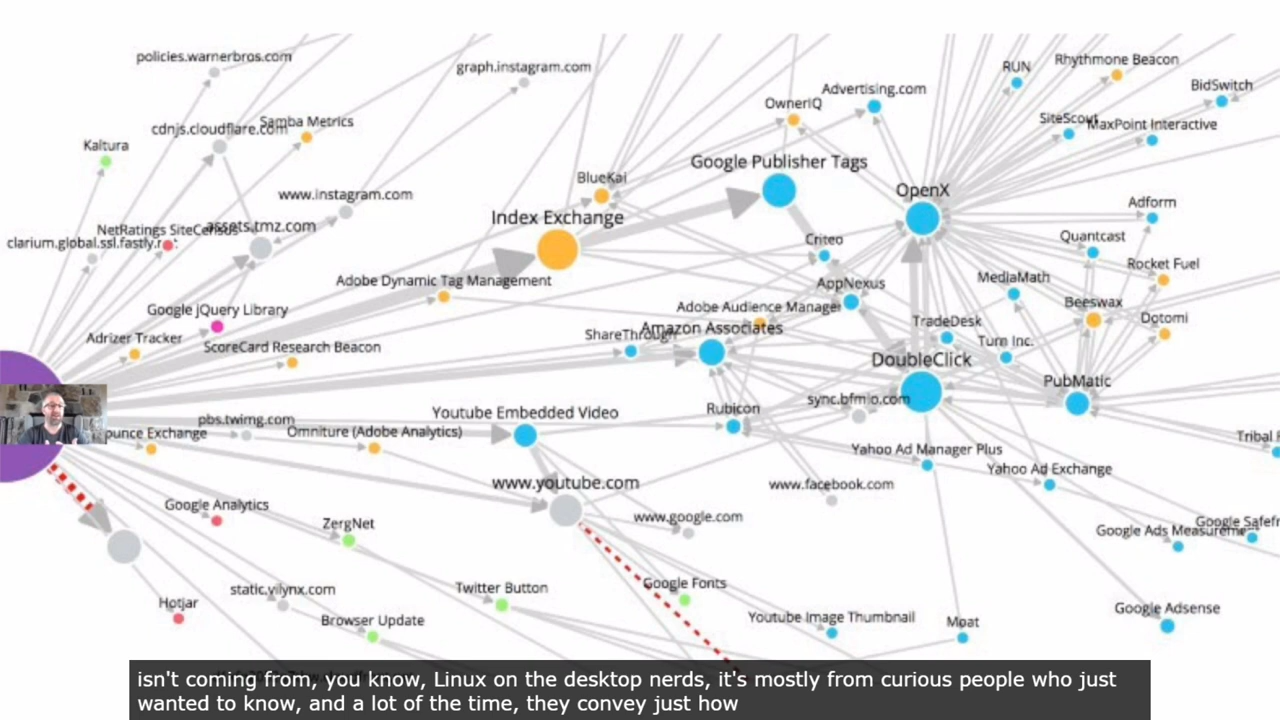 policies.warnerbros.com
graph.instagram.com
RUN
Rhythmone Beacon
BidSwitch
Advertising.com
OwnerIQ
SiteScout
MaxPoint Interactive
cdnjs.cloudflare.com
Samba Metrics
Kaltura
Google Publisher Tags
BlueKai
OpenX
www.instagram.com
Adform
Index Exchange
NetRatings SiteCensus
assets.tmz.com
clarium.global.ssl.fastly.n
Criteo
Quantcast
Rocket Fuel
Adobe Dynamic Tag Management
AppNexus
MediaMath
Google jQuery Library
Adobe Audience Manager
Beeswax
Dotomi
Adrizer Tracker
ScoreCard Research Beacon
ShareThrough
Amazon Associates
TradeDesk
Turn Inc.
DoubleClick
PubMatic
sync.bfmio.com
Rubicon
Youtube Embedded Video
pbs.twimg.com
ounce Exchange
Omniture (Adobe Analytics)
Tribal F
Yahoo Ad Manager Plus
Yahoo Ad Exchange
www.youtube.com
www.facebook.com
Google Analytics
www.google.com
ZergNet
Google Ads Measureme
Google Safefr
Google Fonts
static.vilynx.com
Twitter Button
Hotjar
Browser Update
Youtube Image Thumbnail
Moat
Google Adsense
isn't coming from, you know, Linux on the desktop nerds, it's mostly from curious people who just
wanted to know, and a lot of the time, they convey just how